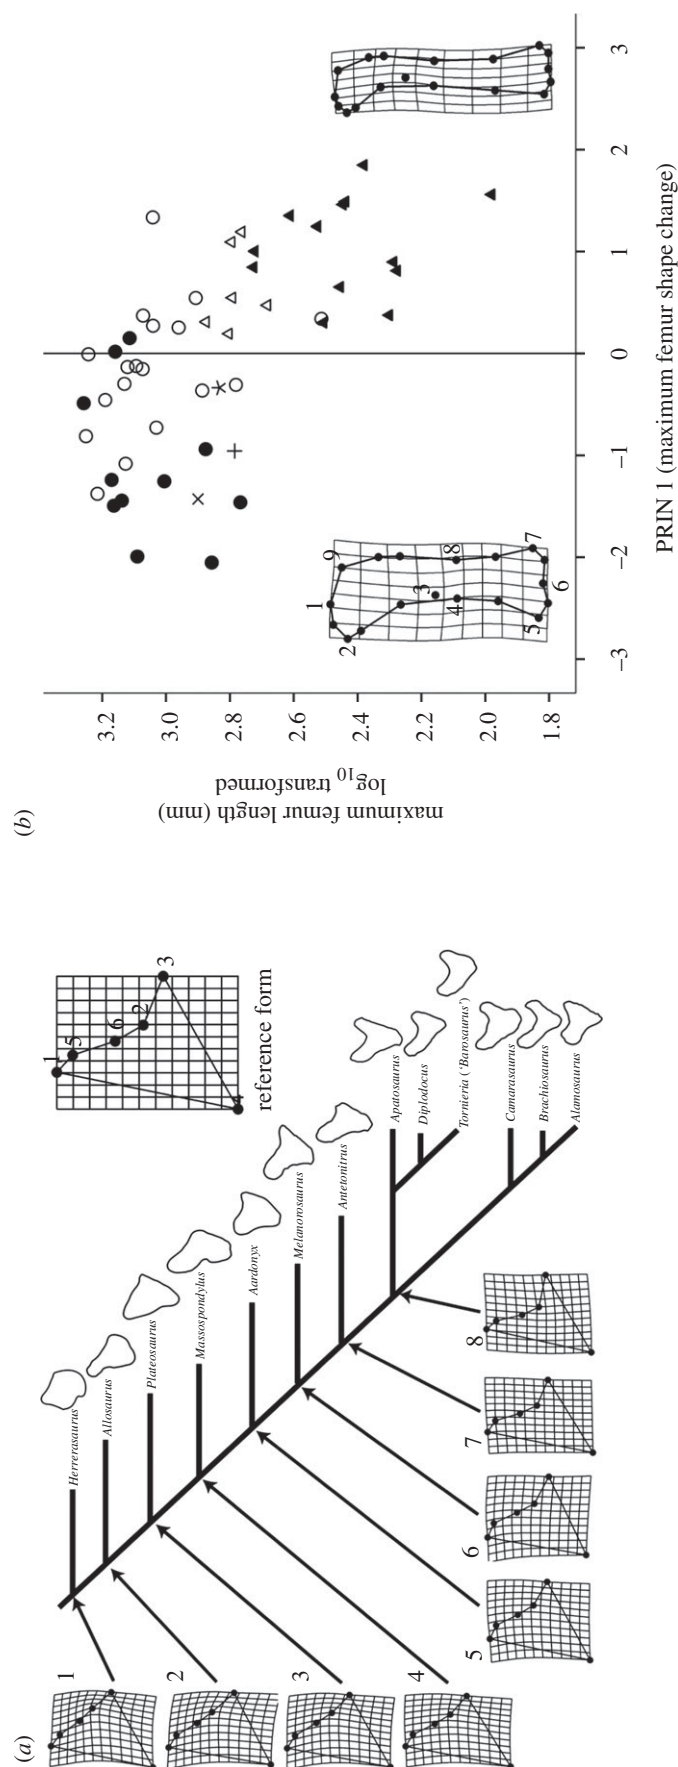 (a)
1
2
3
4
5
6
7
8
Herrerasaurus
Allosaurus
Plateosaurus
Massospondylus
Aardonyx
Melanorosaurus
Antetonitrus
Apatosaurus
Diplodocus
Tornieria ('Barosaurus')
Camarasaurus
Brachiosaurus
Alamosaurus
1
5
6
2
3
4
reference form
(b)
maximum femur length (mm)
log10 transformed
3.2
3.0
2.8
2.6
2.4
2.2
2.0
1.8
1
2
9
3
4
8
5
6
7
–3
–2
–1
0
1
2
3
PRIN 1 (maximum femur shape change)